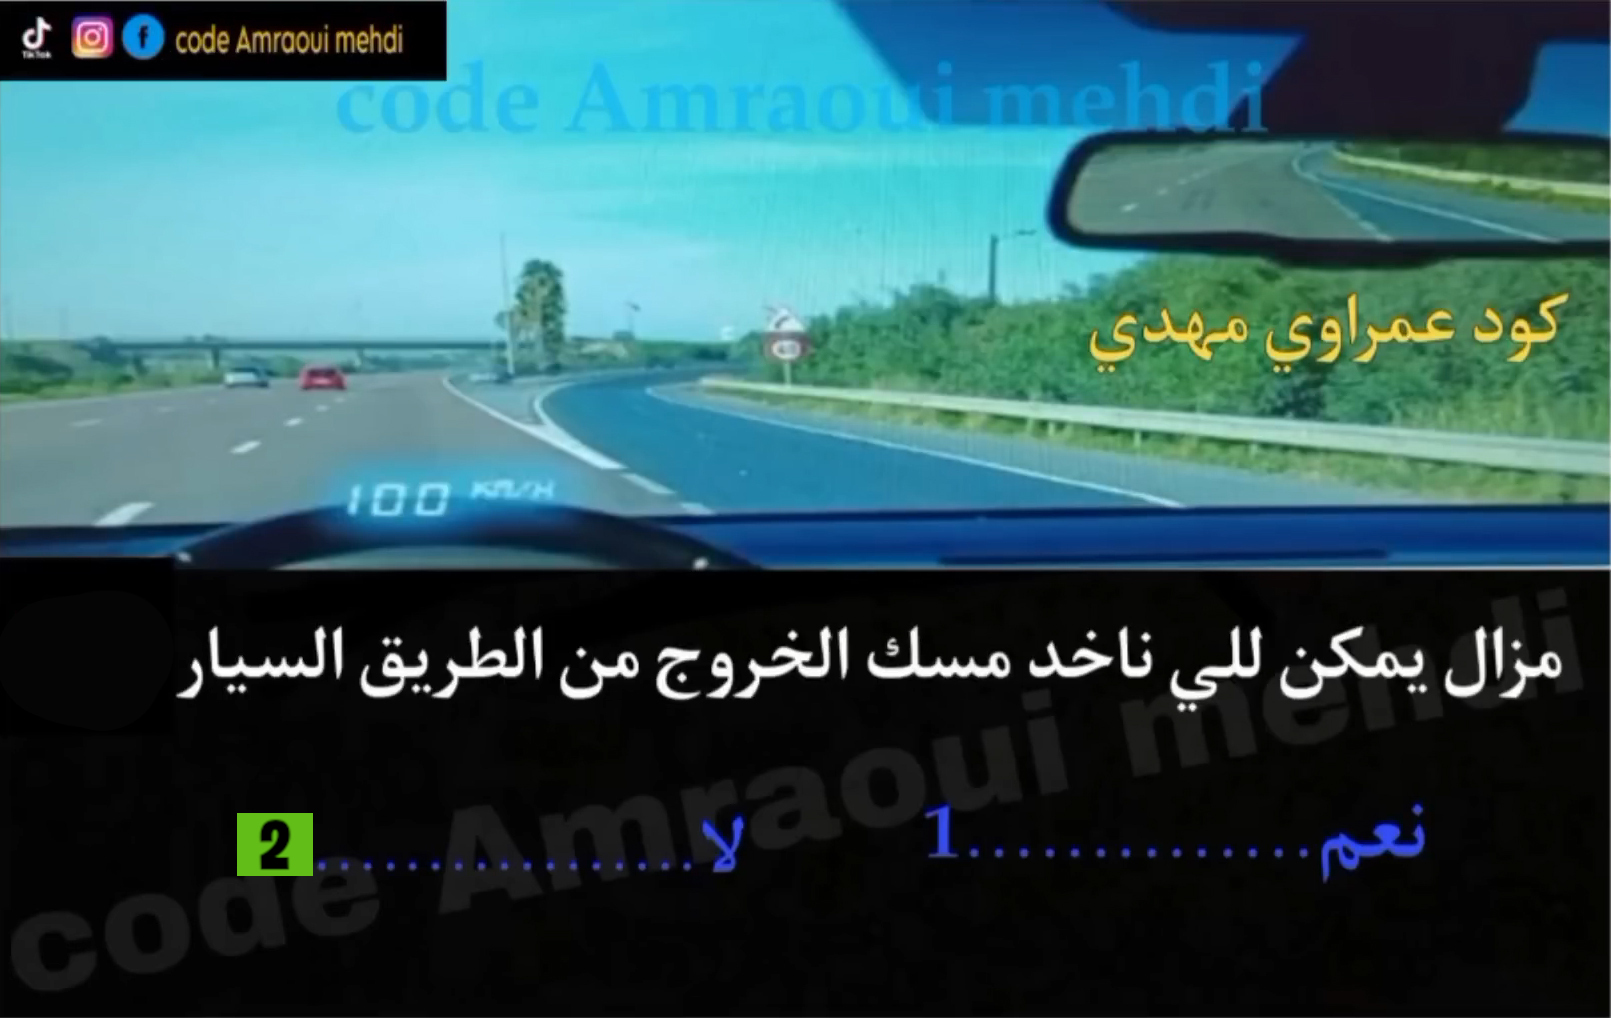 TikTok
code Amraoui mehdi
code Amraoui mehdi
كود عمراوي مهدي
100 KM/H
مزال يمكن للي ناخد مسك الخروج من الطريق السيار
نعم..............1 لا.................2
code Amraoui mehdi